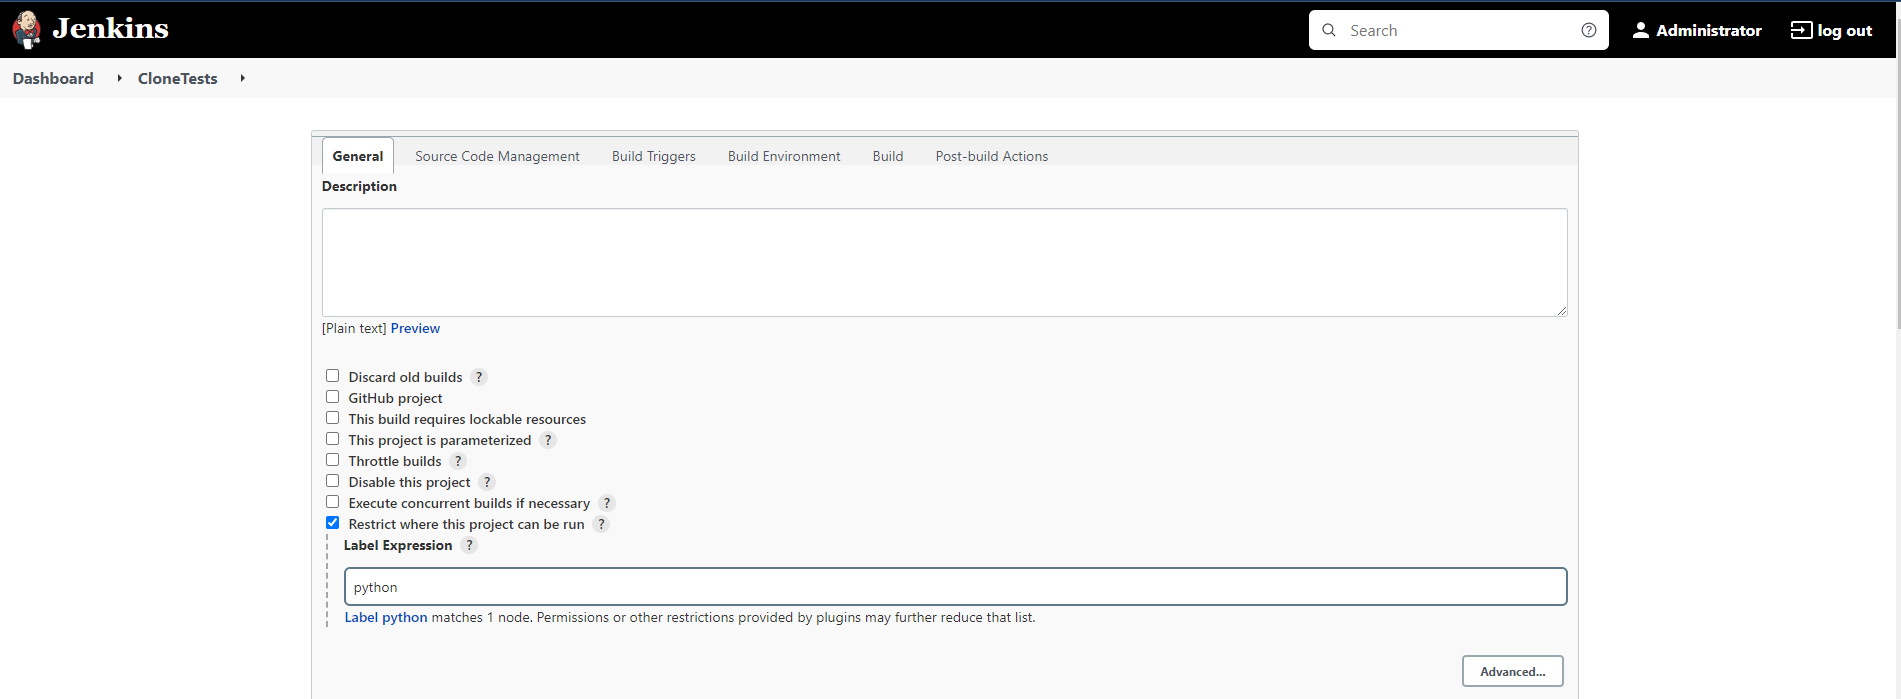 Jenkins
Search
Administrator
log out
Dashboard
CloneTests
General Source Code Management Build Triggers Build Environment Build Post-build Actions
Description
[Plain text] Preview
Discard old builds ?
GitHub project
This build requires lockable resources
This project is parameterized ?
Throttle builds ?
Disable this project ?
Execute concurrent builds if necessary ?
Restrict where this project can be run ?
Label Expression ?
python
Label python matches 1 node. Permissions or other restrictions provided by plugins may further reduce that list.
Advanced...